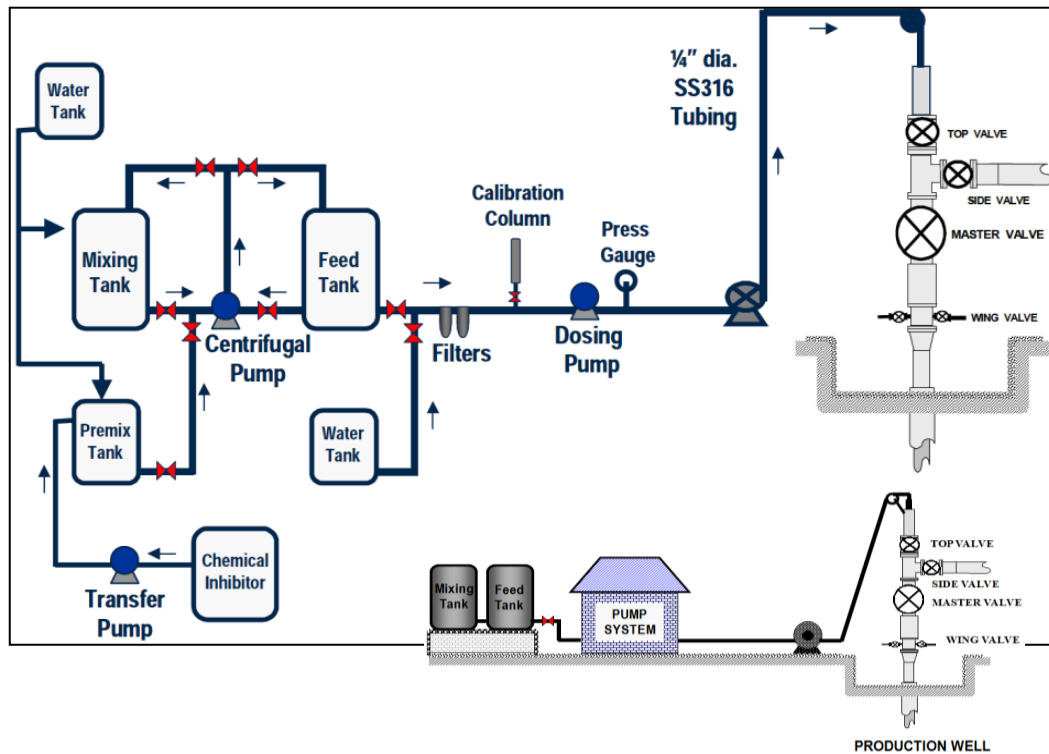 Water
Tank
Mixing
Tank
Feed
Tank
Centrifugal
Pump
Premix
Tank
Transfer
Pump
Chemical
Inhibitor
Water
Tank
Filters
Calibration
Column
Press
Gauge
Dosing
Pump
¼” dia.
SS316
Tubing
TOP VALVE
SIDE VALVE
MASTER VALVE
WING VALVE
Mixing
Tank
Feed
Tank
PUMP
SYSTEM
TOP VALVE
SIDE VALVE
MASTER VALVE
WING VALVE
PRODUCTION WELL